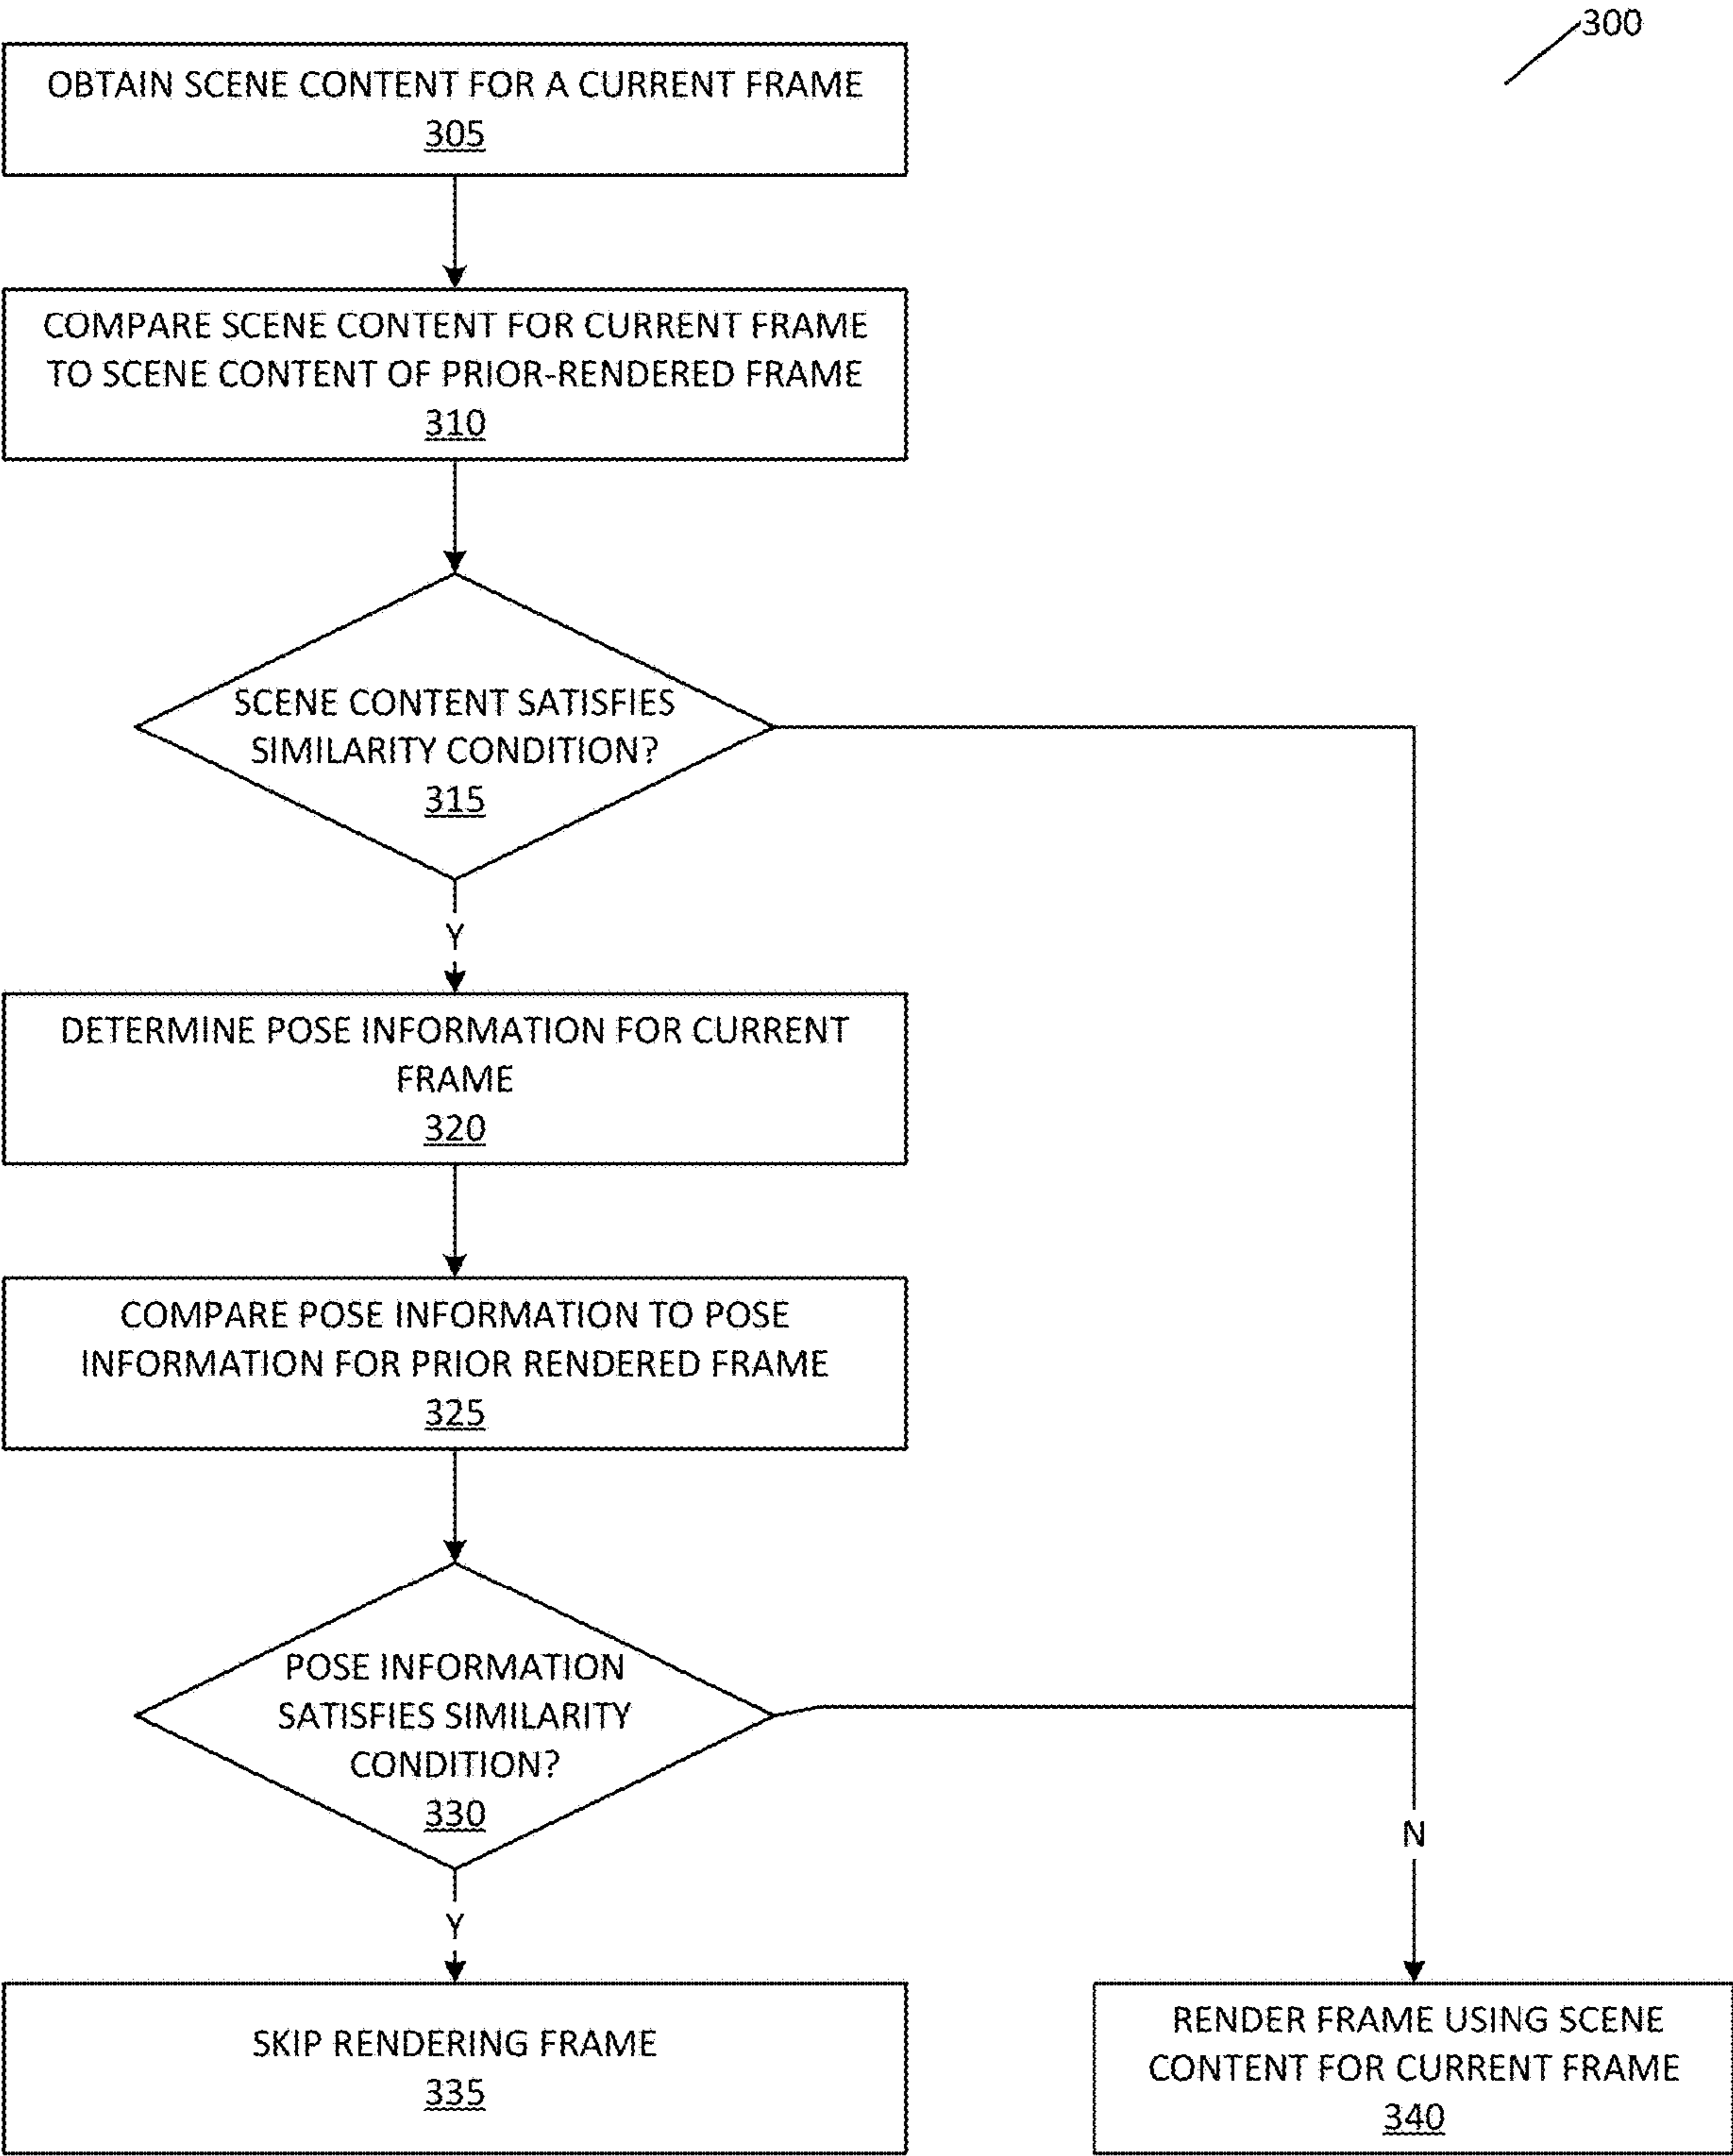 300
OBTAIN SCENE CONTENT FOR A CURRENT FRAME
305
COMPARE SCENE CONTENT FOR CURRENT FRAME
TO SCENE CONTENT OF PRIOR-RENDERED FRAME
310
SCENE CONTENT SATISFIES
SIMILARITY CONDITION?
315
Y
DETERMINE POSE INFORMATION FOR CURRENT
FRAME
320
COMPARE POSE INFORMATION TO POSE
INFORMATION FOR PRIOR RENDERED FRAME
325
POSE INFORMATION
SATISFIES SIMILARITY
CONDITION?
330
N
Y
SKIP RENDERING FRAME
335
RENDER FRAME USING SCENE
CONTENT FOR CURRENT FRAME
340